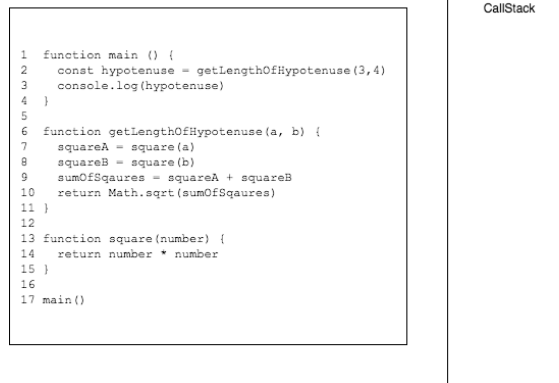 CallStack
1 function main () {
2 const hypotenuse = getLengthOfHypotenuse(3,4)
3 console.log(hypotenuse)
4 }
5
6 function getLengthOfHypotenuse(a, b) {
7 squareA = square(a)
8 squareB = square(b)
9 sumOfSqaures = squareA + squareB
10 return Math.sqrt(sumOfSqaures)
11 }
12
13 function square(number) {
14 return number * number
15 }
16
17 main()